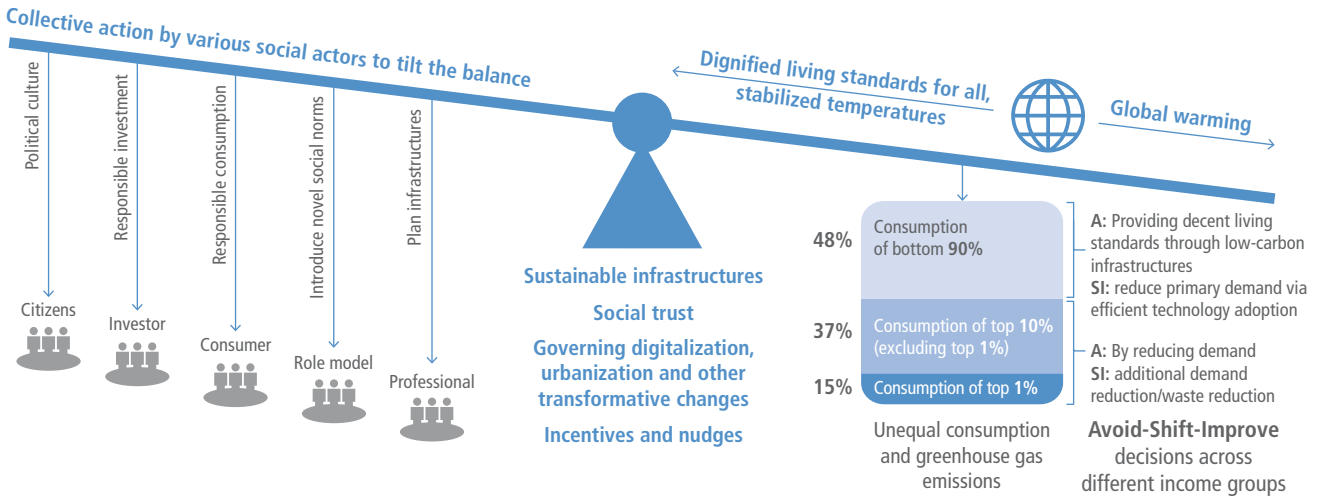 Collective action by various social actors to tilt the balance
Political culture
Responsible investment
Responsible consumption
Introduce novel social norms
Plan infrastructures
Citizens
Investor
Consumer
Role model
Professional
Sustainable infrastructures
Social trust
Governing digitalization,
urbanization and other
transformative changes
Incentives and nudges
Dignified living standards for all,
stabilized temperatures
Global warming
48%
Consumption
of bottom 90%
37%
Consumption of top 10%
(excluding top 1%)
15%
Consumption of top 1%
Unequal consumption
and greenhouse gas
emissions
A: Providing decent living
standards through low-carbon
infrastructures
SI: reduce primary demand via
efficient technology adoption
A: By reducing demand
SI: additional demand
reduction/waste reduction
Avoid-Shift-Improve
decisions across
different income groups